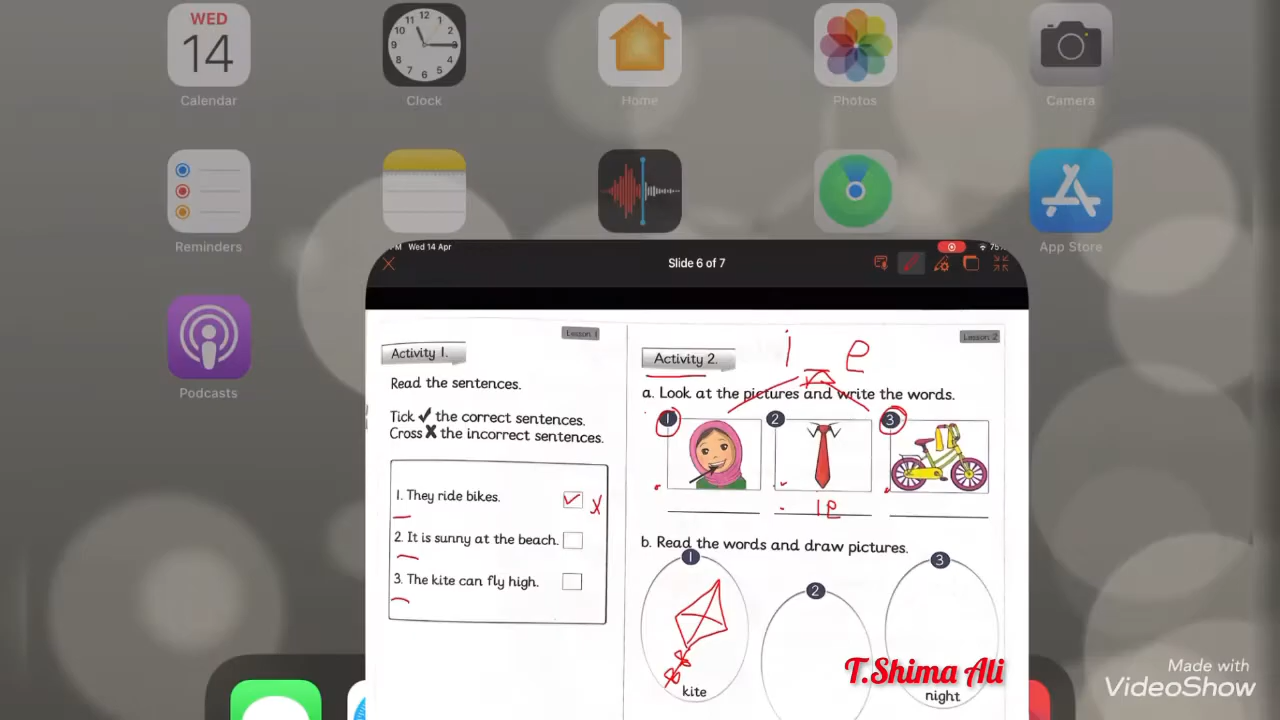 WED
14
Calendar
Clock
Home
Photos
Camera
Reminders
App Store
Podcasts
Wed 14 Apr
75
Slide 6 of 7
Lesson 1
Activity 1.
Read the sentences.
Tick ✓ the correct sentences.
Cross X the incorrect sentences.
1. They ride bikes.
✓ X
2. It is sunny at the beach.
3. The kite can fly high.
Lesson 2
i e
Activity 2.
a. Look at the pictures and write the words.
1 2 3
ie
b. Read the words and draw pictures.
1 2 3
kite
night
T.Shima Ali
Made with
VideoShow